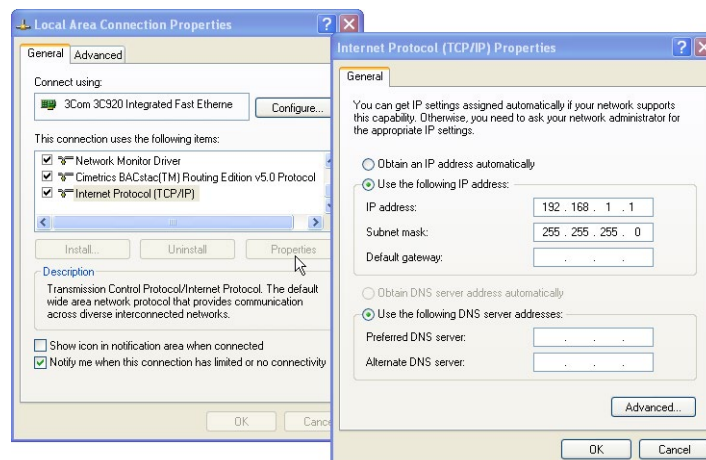 Local Area Connection Properties
General
Advanced
Connect using:
3Com 3C920 Integrated Fast Etherne
Configure...
This connection uses the following items:
Network Monitor Driver
Cimetrics BACstac(TM) Routing Edition v5.0 Protocol
Internet Protocol (TCP/IP)
Install...
Uninstall
Properties
Description
Transmission Control Protocol/Internet Protocol. The default
wide area network protocol that provides communication
across diverse interconnected networks.
Show icon in notification area when connected
Notify me when this connection has limited or no connectivity
OK
Canc
Internet Protocol (TCP/IP) Properties
General
You can get IP settings assigned automatically if your network supports
this capability. Otherwise, you need to ask your network administrator for
the appropriate IP settings.
Obtain an IP address automatically
Use the following IP address:
IP address:
192 . 168 . 1 . 1
Subnet mask:
255 . 255 . 255 . 0
Default gateway:
. . .
Obtain DNS server address automatically
Use the following DNS server addresses:
Preferred DNS server:
. . .
Alternate DNS server:
. . .
Advanced...
OK
Cancel